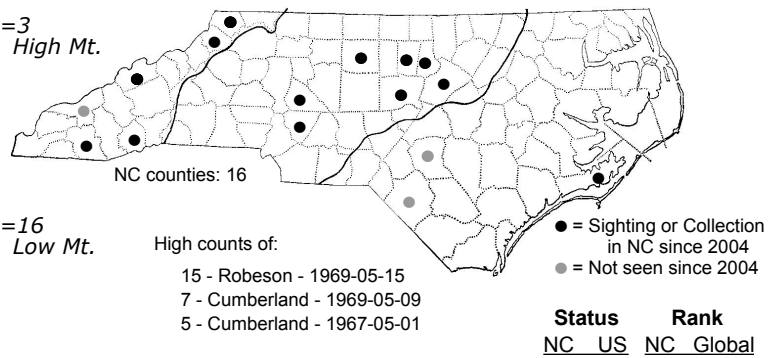 =3
High Mt.
NC counties: 16
=16
Low Mt.
High counts of:
15 - Robeson - 1969-05-15
7 - Cumberland - 1969-05-09
5 - Cumberland - 1967-05-01
= Sighting or Collection
in NC since 2004
= Not seen since 2004
Status Rank
NC US NC Global